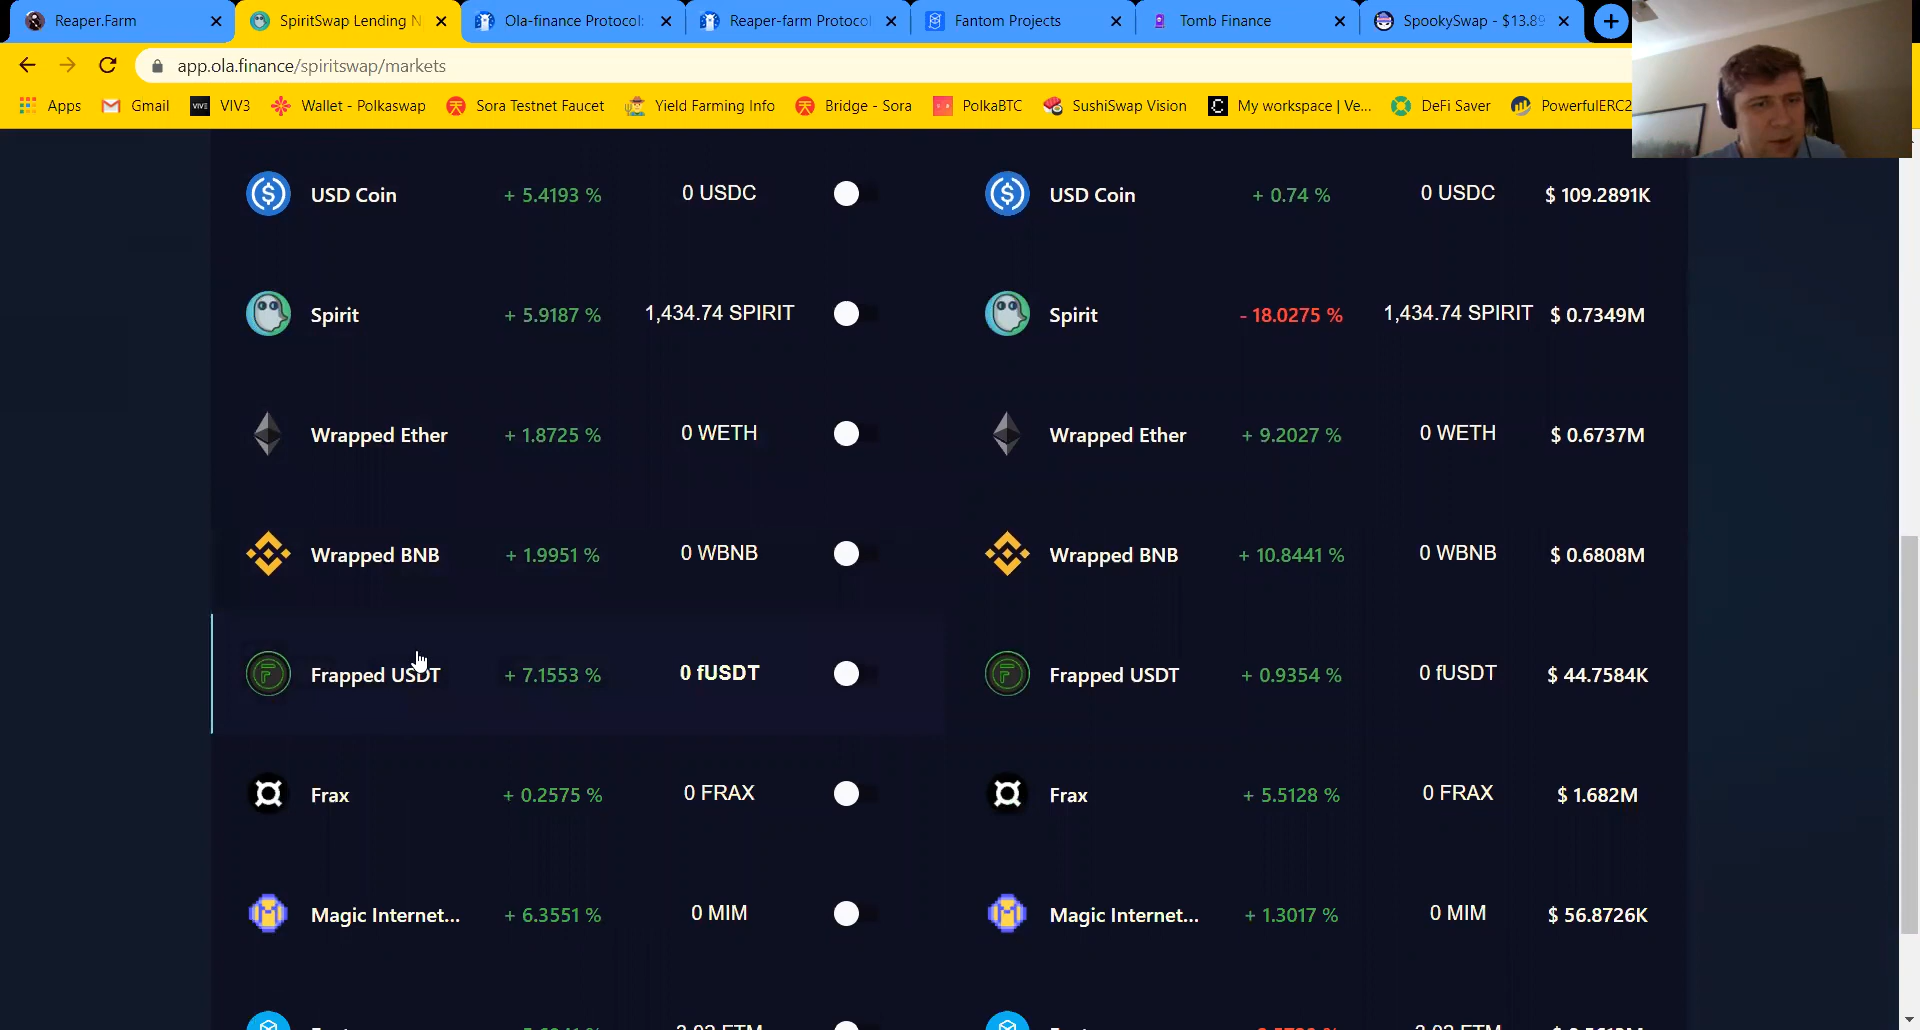 Reaper.Farm
SpiritSwap Lending N
Ola-finance Protocol:
Reaper-farm Protocol
Fantom Projects
Tomb Finance
SpookySwap - $13.89
app.ola.finance/spiritswap/markets
Apps
Gmail
VIVE
VIV3
Wallet - Polkaswap
Sora Testnet Faucet
Yield Farming Info
Bridge - Sora
PolkaBTC
SushiSwap Vision
My workspace | Ve...
DeFi Saver
PowerfulERC2
USD Coin + 5.4193 % 0 USDC USD Coin + 0.74 % 0 USDC $ 109.2891K
Spirit + 5.9187 % 1,434.74 SPIRIT Spirit - 18.0275 % 1,434.74 SPIRIT $ 0.7349M
Wrapped Ether + 1.8725 % 0 WETH Wrapped Ether + 9.2027 % 0 WETH $ 0.6737M
Wrapped BNB + 1.9951 % 0 WBNB Wrapped BNB + 10.8441 % 0 WBNB $ 0.6808M
Frapped USDT + 7.1553 % 0 fUSDT Frapped USDT + 0.9354 % 0 fUSDT $ 44.7584K
Frax + 0.2575 % 0 FRAX Frax + 5.5128 % 0 FRAX $ 1.682M
Magic Internet... + 6.3551 % 0 MIM Magic Internet... + 1.3017 % 0 MIM $ 56.8726K